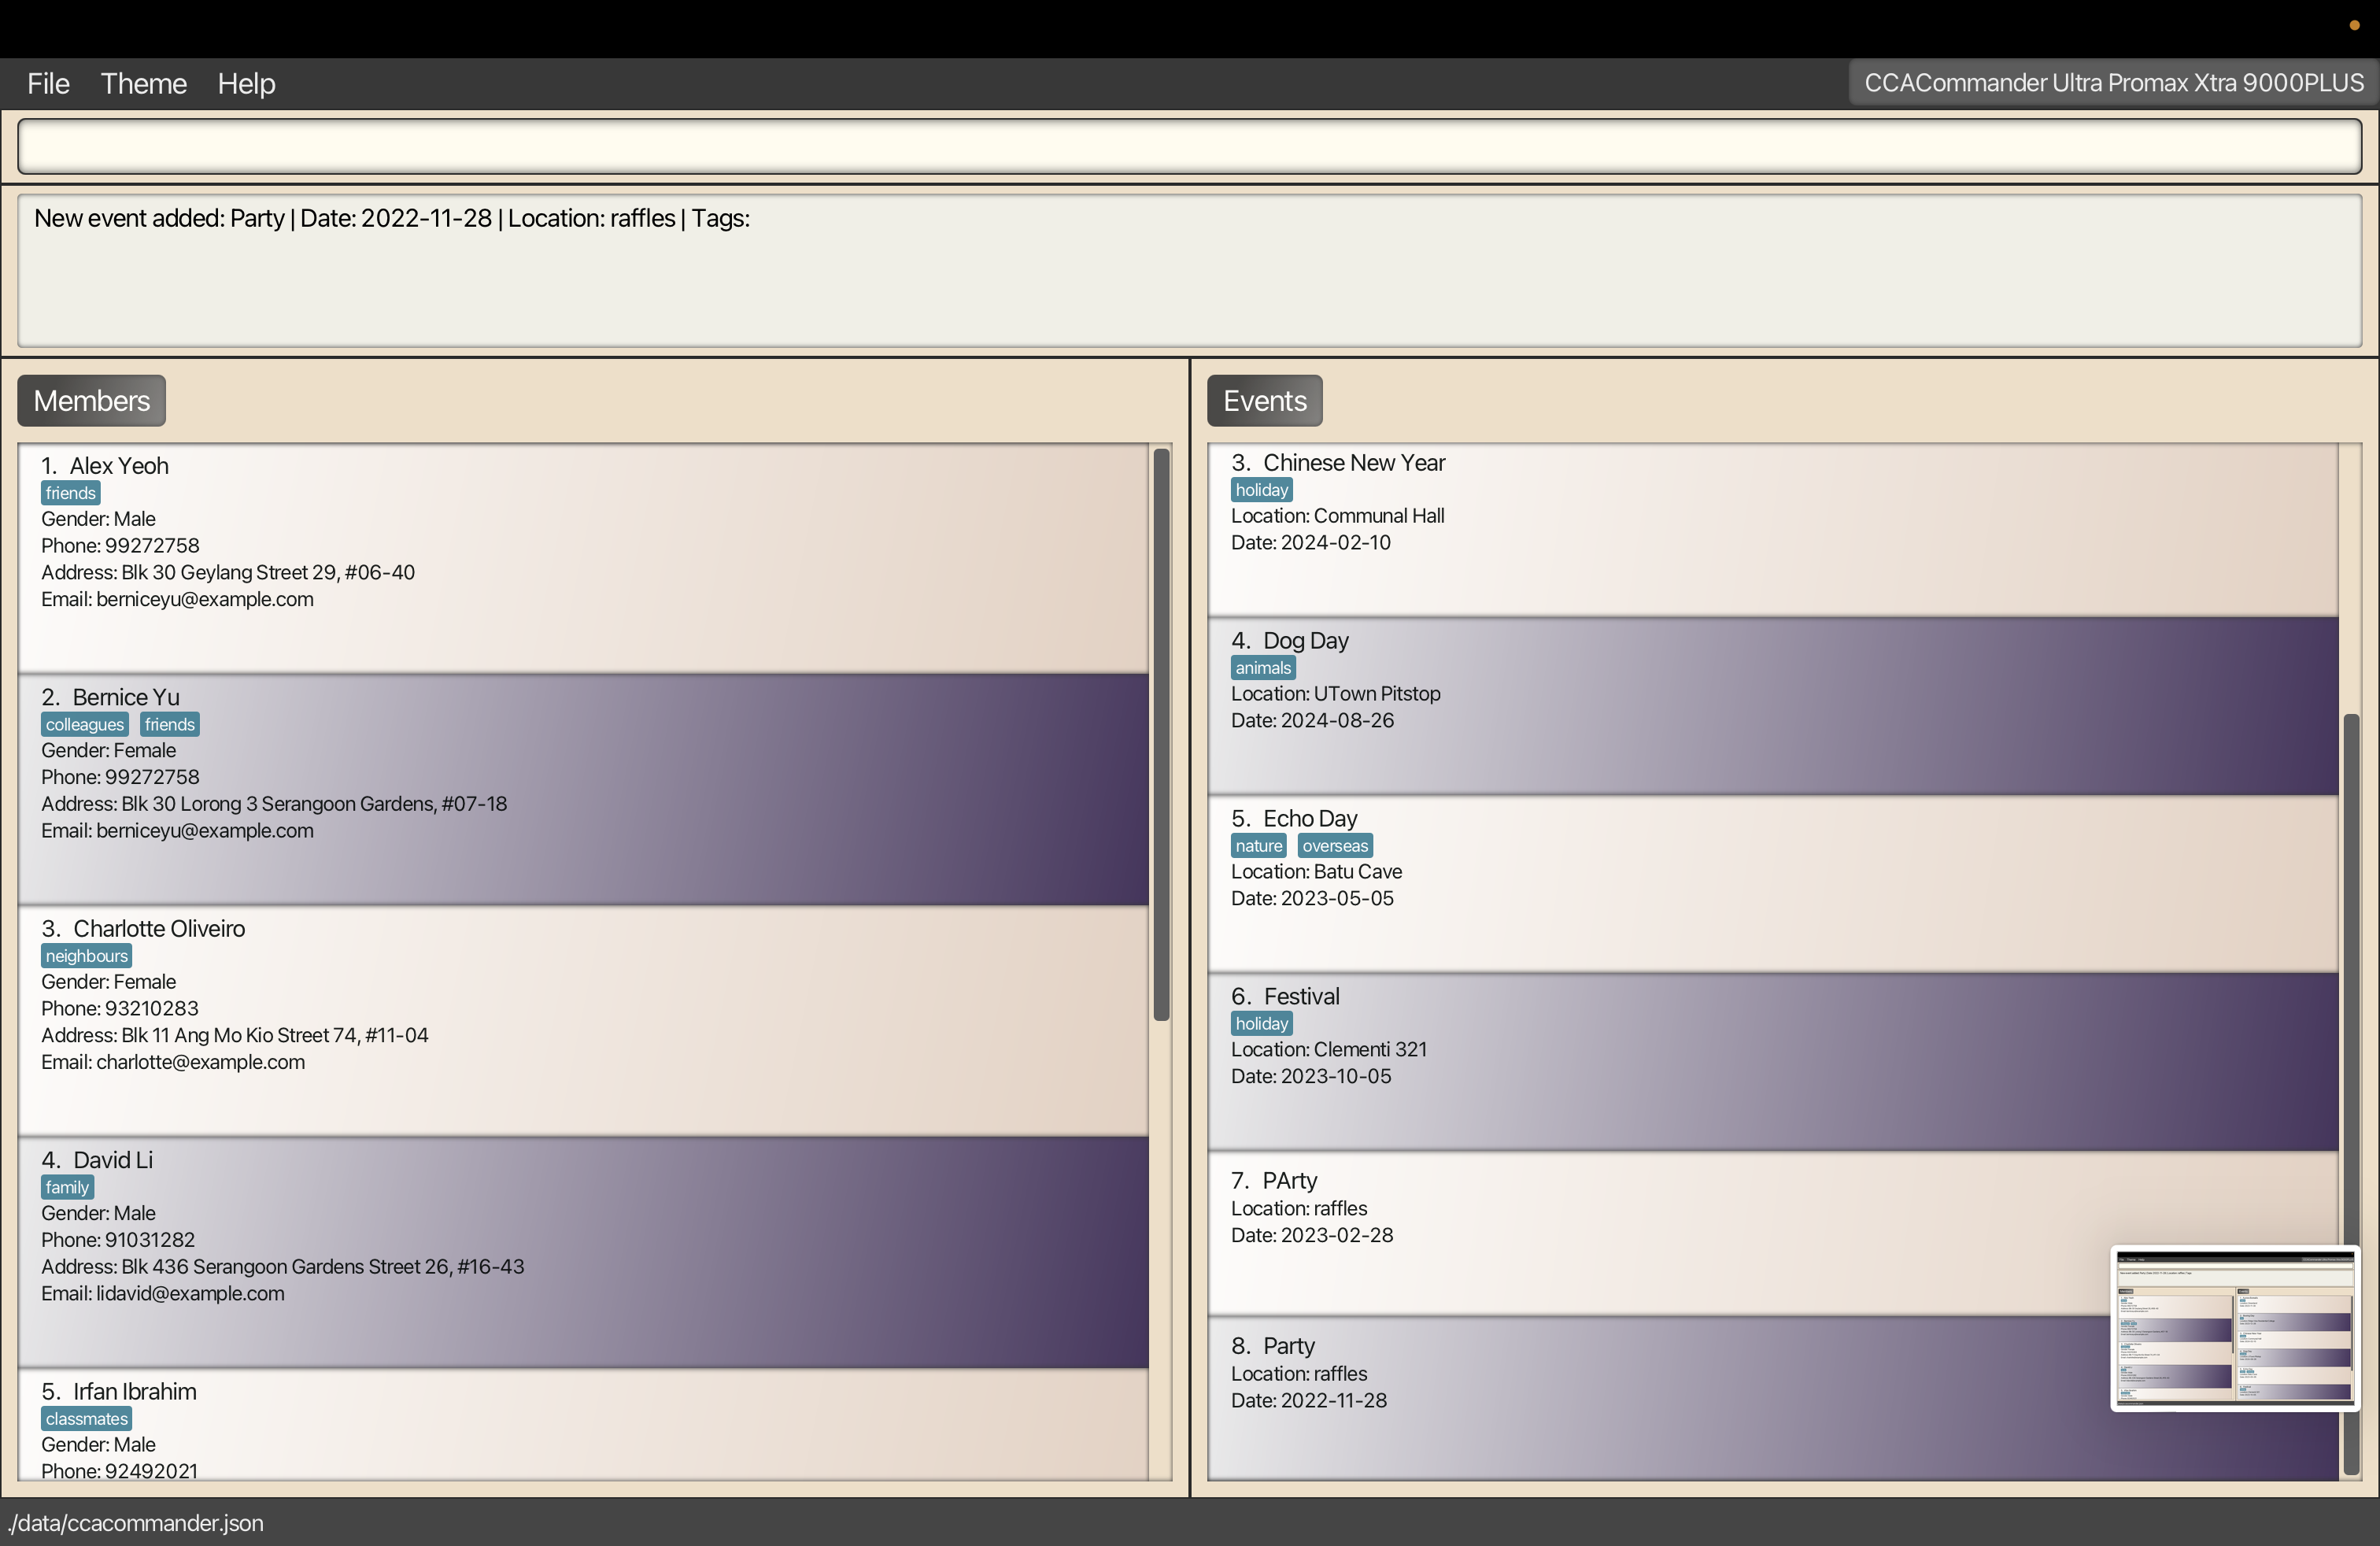 File Theme Help CCACommander Ultra Promax Xtra 9000PLUS
New event added: Party | Date: 2022-11-28 | Location: raffles | Tags:
Members
1. Alex Yeoh
friends
Gender: Male
Phone: 99272758
Address: Blk 30 Geylang Street 29, #06-40
Email: berniceyu@example.com
2. Bernice Yu
colleagues friends
Gender: Female
Phone: 99272758
Address: Blk 30 Lorong 3 Serangoon Gardens, #07-18
Email: berniceyu@example.com
3. Charlotte Oliveiro
neighbours
Gender: Female
Phone: 93210283
Address: Blk 11 Ang Mo Kio Street 74, #11-04
Email: charlotte@example.com
4. David Li
family
Gender: Male
Phone: 91031282
Address: Blk 436 Serangoon Gardens Street 26, #16-43
Email: lidavid@example.com
5. Irfan Ibrahim
classmates
Gender: Male
Phone: 92492021
Events
3. Chinese New Year
holiday
Location: Communal Hall
Date: 2024-02-10
4. Dog Day
animals
Location: UTown Pitstop
Date: 2024-08-26
5. Echo Day
nature overseas
Location: Batu Cave
Date: 2023-05-05
6. Festival
holiday
Location: Clementi 321
Date: 2023-10-05
7. PArty
Location: raffles
Date: 2023-02-28
8. Party
Location: raffles
Date: 2022-11-28
./data/ccacommander.json